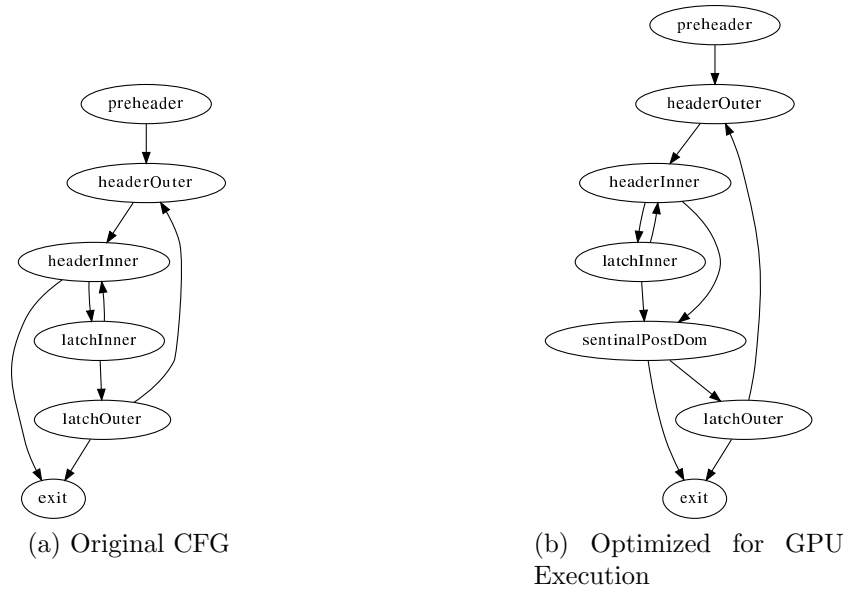 preheader
headerOuter
headerInner
latchInner
latchOuter
exit
(a) Original CFG
preheader
headerOuter
headerInner
latchInner
sentinalPostDom
latchOuter
exit
(b) Optimized for GPU
Execution